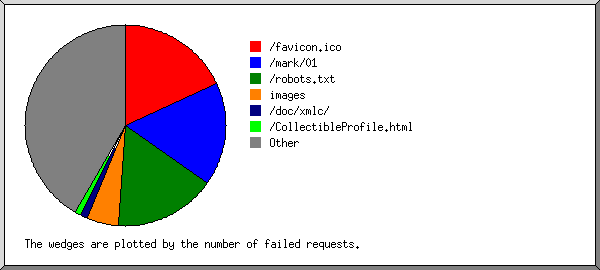 /favicon.ico
/mark/01
/robots.txt
images
/doc/xmlc/
/CollectibleProfile.html
Other
The wedges are plotted by the number of failed requests.